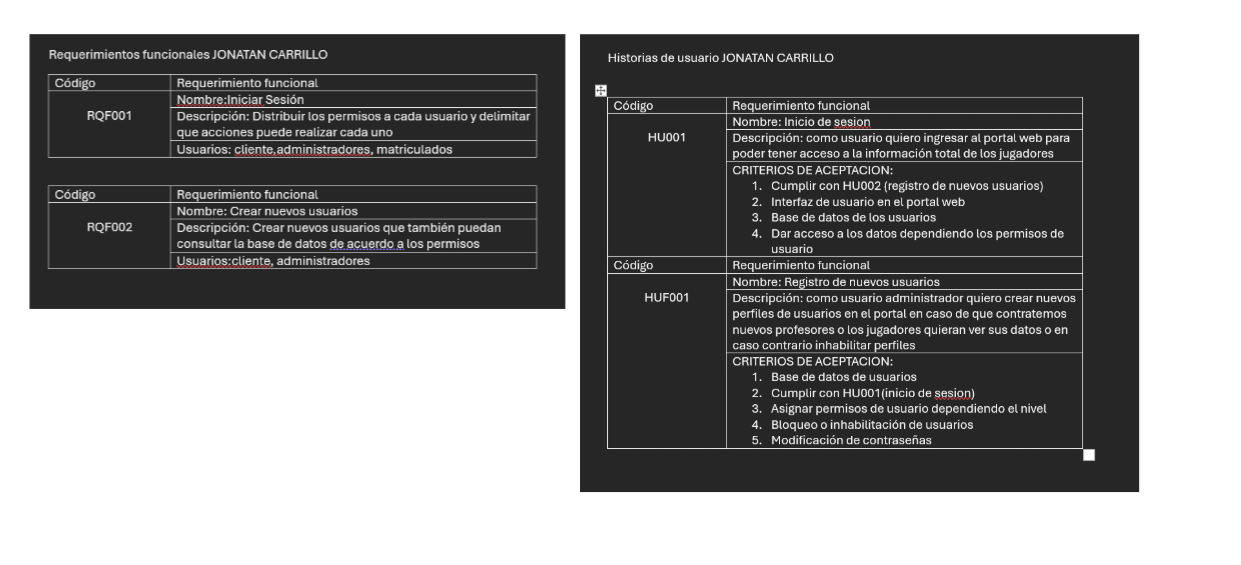 Requerimientos funcionales JONATAN CARRILLO
Código
Requerimiento funcional
RQF001
Nombre:Iniciar Sesión
Descripción: Distribuir los permisos a cada usuario y delimitar
que acciones puede realizar cada uno
Usuarios: cliente,administradores, matriculados
Código
Requerimiento funcional
RQF002
Nombre: Crear nuevos usuarios
Descripción: Crear nuevos usuarios que también puedan
consultar la base de datos de acuerdo a los permisos
Usuarios:cliente, administradores
Historias de usuario JONATAN CARRILLO
Código
Requerimiento funcional
HU001
Nombre: Inicio de sesion
Descripción: como usuario quiero ingresar al portal web para
poder tener acceso a la información total de los jugadores
CRITERIOS DE ACEPTACION:
1. Cumplir con HU002 (registro de nuevos usuarios)
2. Interfaz de usuario en el portal web
3. Base de datos de los usuarios
4. Dar acceso a los datos dependiendo los permisos de
usuario
Código
Requerimiento funcional
HUF001
Nombre: Registro de nuevos usuarios
Descripción: como usuario administrador quiero crear nuevos
perfiles de usuarios en el portal en caso de que contratemos
nuevos profesores o los jugadores quieran ver sus datos o en
caso contrario inhabilitar perfiles
CRITERIOS DE ACEPTACION:
1. Base de datos de usuarios
2. Cumplir con HU001(inicio de sesion)
3. Asignar permisos de usuario dependiendo el nivel
4. Bloqueo o inhabilitación de usuarios
5. Modificación de contraseñas